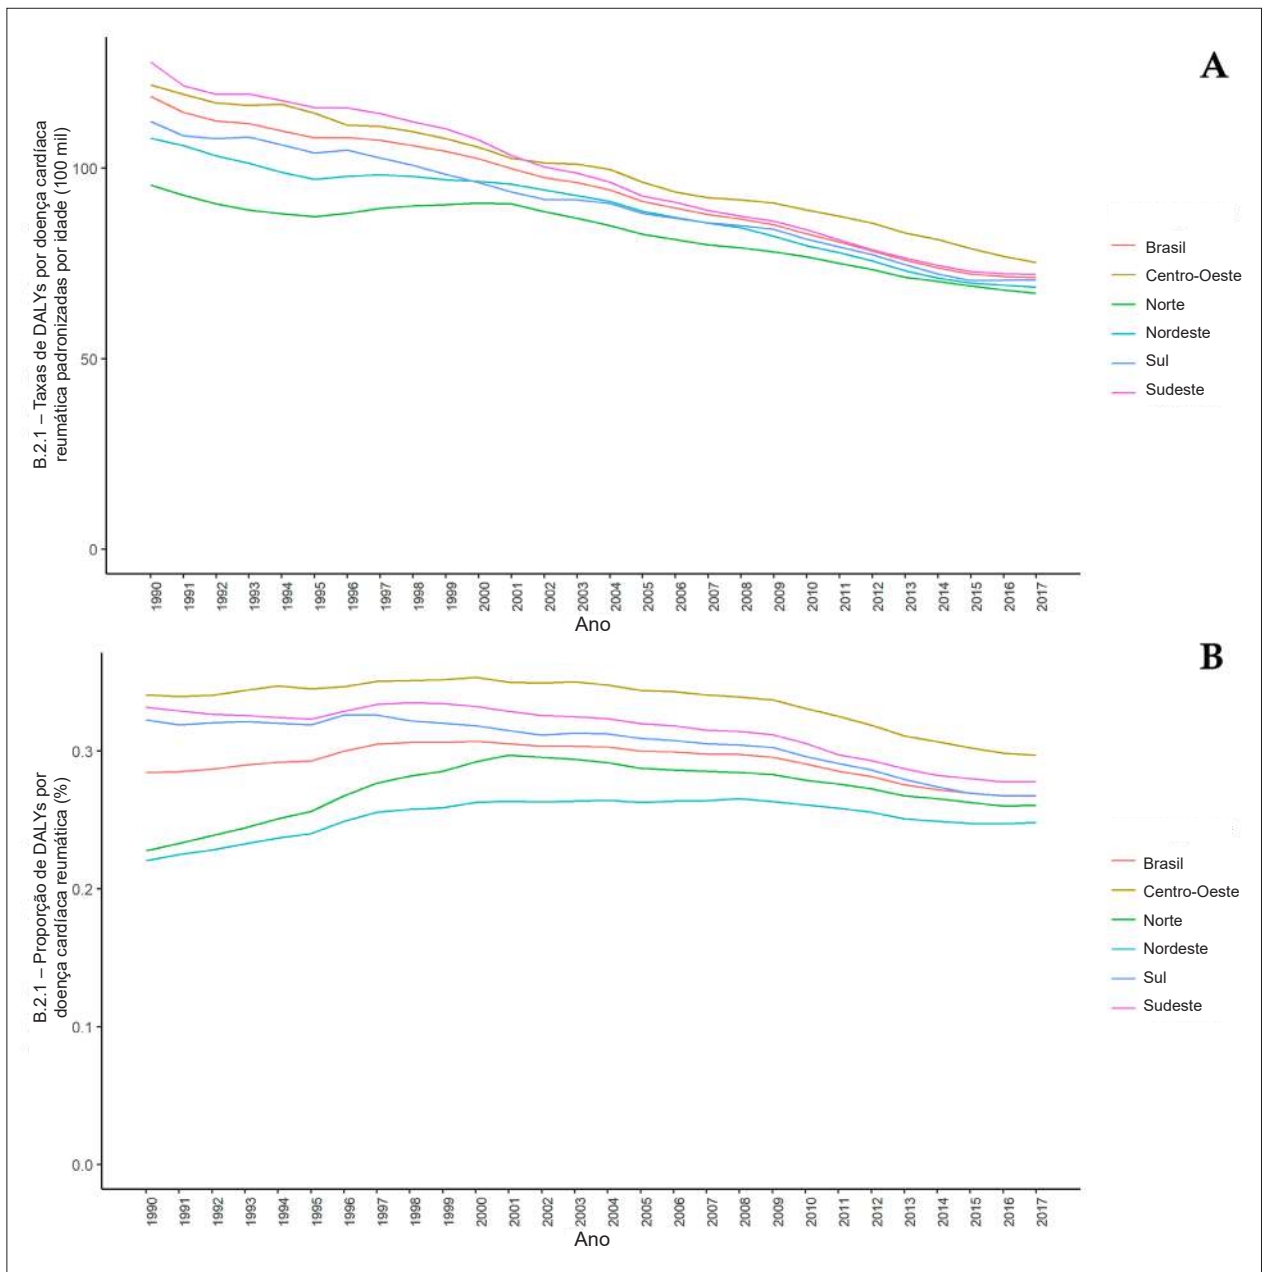 A
B.2.1 – Taxas de DALYs por doença cardíaca
reumática padronizadas por idade (100 mil)
100
50
0
1990 1991 1992 1993 1994 1995 1996 1997 1998 1999 2000 2001 2002 2003 2004 2005 2006 2007 2008 2009 2010 2011 2012 2013 2014 2015 2016 2017
Ano
Brasil
Centro-Oeste
Norte
Nordeste
Sul
Sudeste
B
B.2.1 – Proporção de DALYs por
doença cardíaca reumática (%)
0.3
0.2
0.1
0.0
1990 1991 1992 1993 1994 1995 1996 1997 1998 1999 2000 2001 2002 2003 2004 2005 2006 2007 2008 2009 2010 2011 2012 2013 2014 2015 2016 2017
Ano
Brasil
Centro-Oeste
Norte
Nordeste
Sul
Sudeste